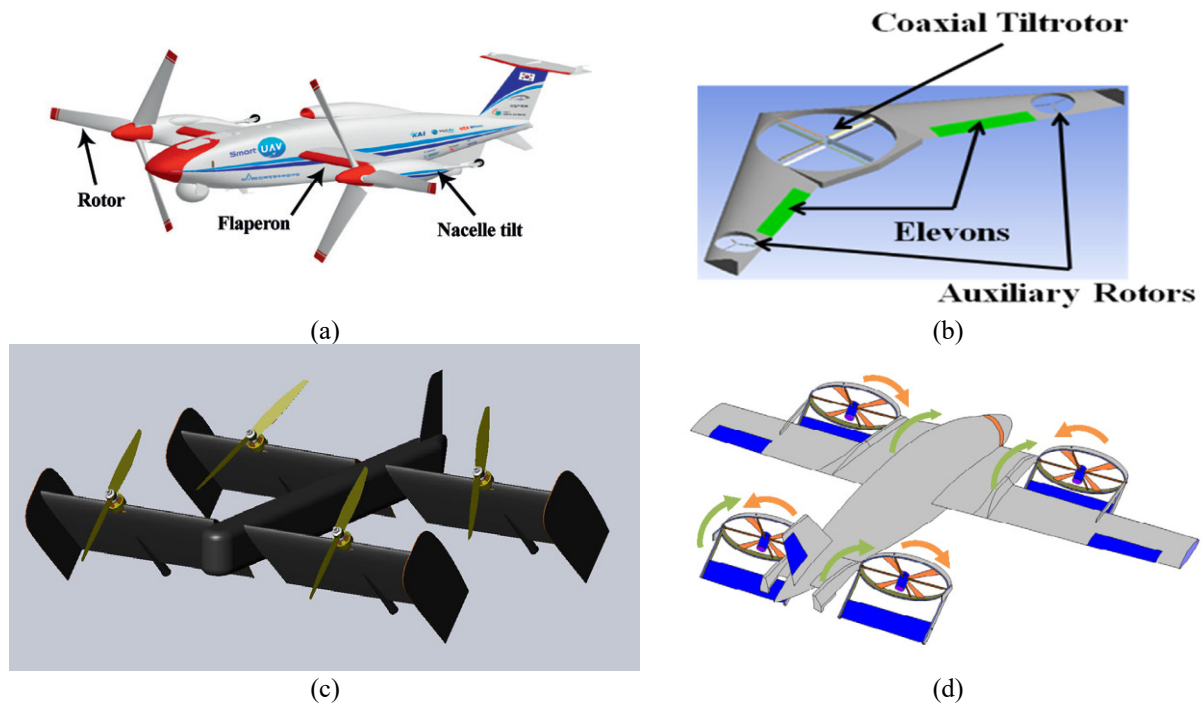 Smart UAV
KAI
Rotor
Flaperon
Nacelle tilt
(a)
Coaxial Tiltrotor
Elevons
Auxiliary Rotors
(b)
(c)
(d)